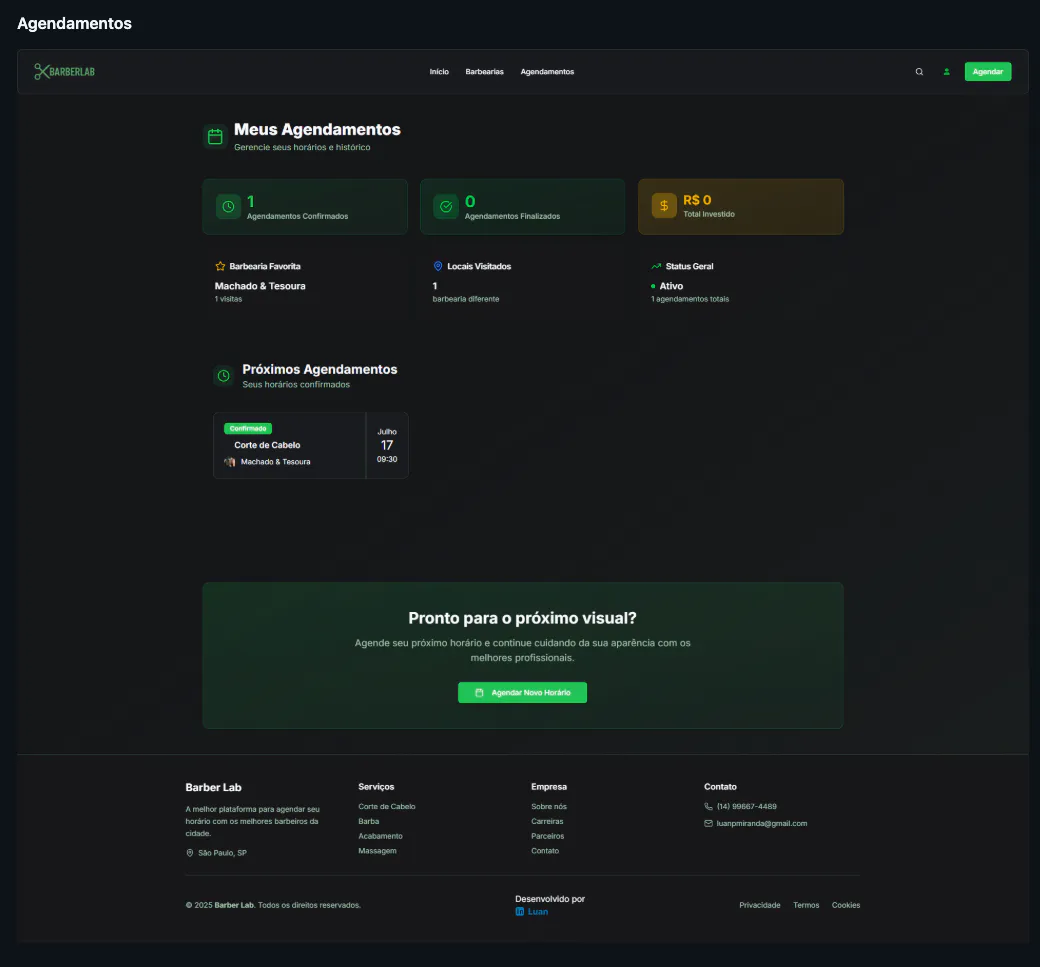 Agendamentos
BARBERLAB
Início Barbearias Agendamentos
Agendar
Meus Agendamentos
Gerencie seus horários e histórico
1
Agendamentos Confirmados
0
Agendamentos Finalizados
R$ 0
Total Investido
Barbearia Favorita
Machado & Tesoura
1 visitas
Locais Visitados
1
barbearia diferente
Status Geral
Ativo
1 agendamentos totais
Próximos Agendamentos
Seus horários confirmados
Confirmado
Corte de Cabelo
Machado & Tesoura
Julho
17
09:30
Pronto para o próximo visual?
Agende seu próximo horário e continue cuidando da sua aparência com os
melhores profissionais.
Agendar Novo Horário
Barber Lab
A melhor plataforma para agendar seu
horário com os melhores barbeiros da
cidade.
São Paulo, SP
Serviços
Corte de Cabelo
Barba
Acabamento
Massagem
Empresa
Sobre nós
Carreiras
Parceiros
Contato
Contato
(14) 99667-4489
luanpmiranda@gmail.com
© 2025 Barber Lab. Todos os direitos reservados.
Desenvolvido por
Luan
Privacidade Termos Cookies